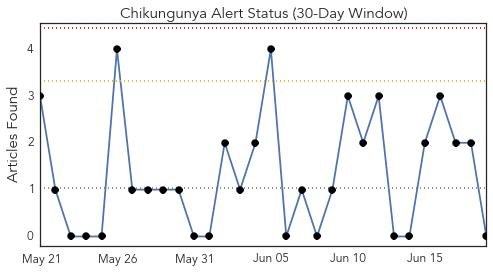 Chikungunya Alert Status (30-Day Window)
Articles Found
4
3
2
1
0
May 21
May 26
May 31
Jun 05
Jun 10
Jun 15